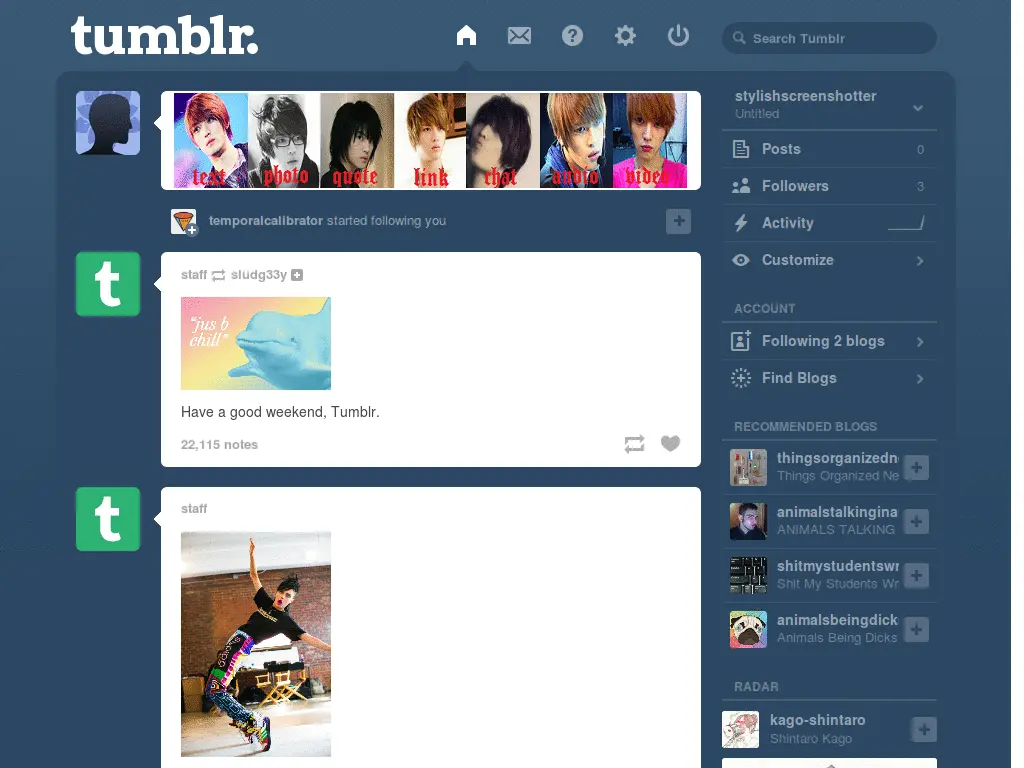 tumblr.
Search Tumblr
text photo quote link chat audio video
temporalcalibrator started following you
staff sludg33y
"jus b
chill"
Have a good weekend, Tumblr.
22,115 notes
staff
stylishscreenshotter
Untitled
Posts 0
Followers 3
Activity
Customize
ACCOUNT
Following 2 blogs
Find Blogs
RECOMMENDED BLOGS
thingsorganizedn
Things Organized Ne
animalstalkingina
ANIMALS TALKING
shitmystudentswr
Shit My Students Wr
animalsbeingdick
Animals Being Dicks
RADAR
kago-shintaro
Shintaro Kago